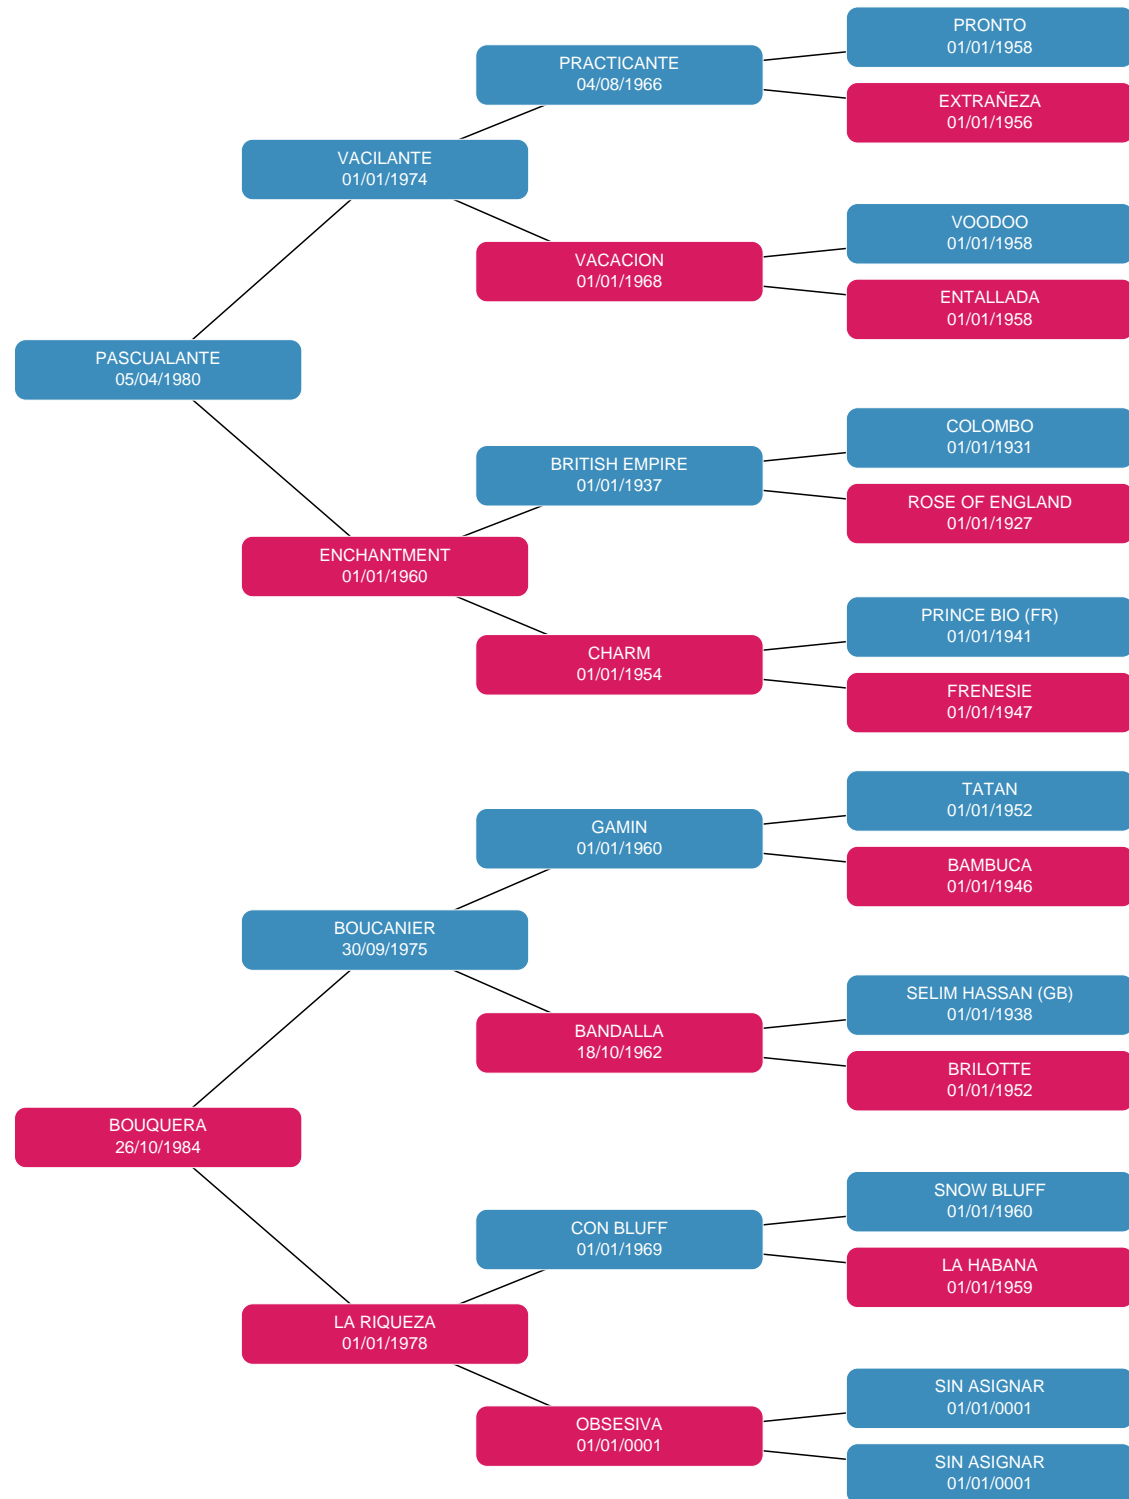 PRONTO
01/01/1958
PRACTICANTE
04/08/1966
EXTRAÑEZA
01/01/1956
VACILANTE
01/01/1974
VOODOO
01/01/1958
VACACION
01/01/1968
ENTALLADA
01/01/1958
PASCUALANTE
05/04/1980
COLOMBO
01/01/1931
BRITISH EMPIRE
01/01/1937
ROSE OF ENGLAND
01/01/1927
ENCHANTMENT
01/01/1960
PRINCE BIO (FR)
01/01/1941
CHARM
01/01/1954
FRENESIE
01/01/1947
TATAN
01/01/1952
GAMIN
01/01/1960
BAMBUCA
01/01/1946
BOUCANIER
30/09/1975
SELIM HASSAN (GB)
01/01/1938
BANDALLA
18/10/1962
BRILOTTE
01/01/1952
BOUQUERA
26/10/1984
SNOW BLUFF
01/01/1960
CON BLUFF
01/01/1969
LA HABANA
01/01/1959
LA RIQUEZA
01/01/1978
SIN ASIGNAR
01/01/0001
OBSESIVA
01/01/0001
SIN ASIGNAR
01/01/0001